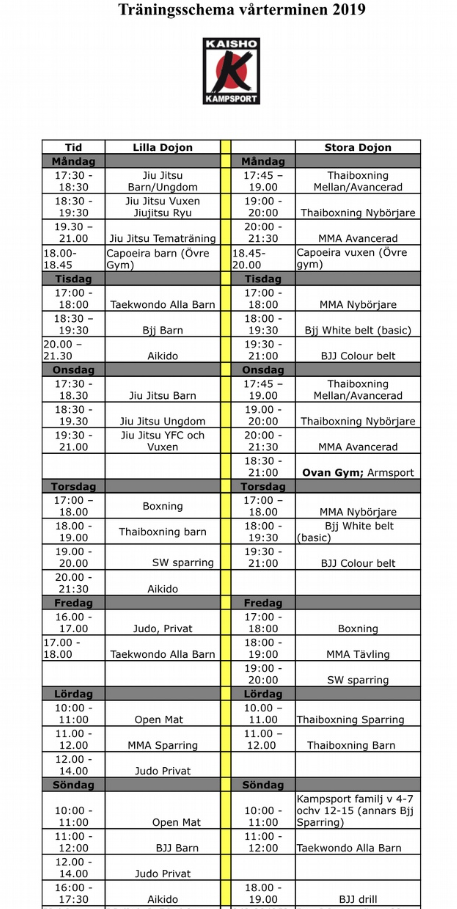 Träningsschema vårterminen 2019
KAISHO
K
KAMPSPORT
Tid Lilla Dojon Stora Dojon
Måndag Måndag
17:30 - 18:30 Jiu Jitsu Barn/Ungdom 17:45 – 19.00 Thaiboxning Mellan/Avancerad
18:30 - 19:30 Jiu Jitsu Vuxen Jiujitsu Ryu 19:00 - 20:00 Thaiboxning Nybörjare
19.30 – 21.00 Jiu Jitsu Tematräning 20:00 - 21:30 MMA Avancerad
18.00- 18.45 Capoeira barn (Övre Gym) 18.45- 20.00 Capoeira vuxen (Övre gym)
Tisdag Tisdag
17:00 - 18:00 Taekwondo Alla Barn 17:00 - 18:00 MMA Nybörjare
18:30 – 19:30 Bjj Barn 18:00 - 19:30 Bjj White belt (basic)
20.00 – 21.30 Aikido 19:30 - 21:00 BJJ Colour belt
Onsdag Onsdag
17:30 - 18.30 Jiu Jitsu Barn 17:45 – 19.00 Thaiboxning Mellan/Avancerad
18:30 - 19.30 Jiu Jitsu Ungdom 19.00 - 20:00 Thaiboxning Nybörjare
19:30 - 21.00 Jiu Jitsu YFC och Vuxen 20:00 - 21:30 MMA Avancerad
18:30 - 21:00 Ovan Gym; Armsport
Torsdag Torsdag
17:00 – 18.00 Boxning 17:00 – 18.00 MMA Nybörjare
18.00 - 19.00 Thaiboxning barn 18:00 - 19:30 Bjj White belt (basic)
19.00 - 20.00 SW sparring 19:30 - 21:00 BJJ Colour belt
20.00 - 21:30 Aikido
Fredag Fredag
16.00 - 17.00 Judo, Privat 17:00 - 18:00 Boxning
17.00 - 18.00 Taekwondo Alla Barn 18:00 - 19:00 MMA Tävling
19:00 - 20:00 SW sparring
Lördag Lördag
10:00 - 11:00 Open Mat 10.00 – 11.00 Thaiboxning Sparring
11.00 - 12.00 MMA Sparring 11.00 – 12.00 Thaiboxning Barn
12.00 - 14.00 Judo Privat
Söndag Söndag
10:00 - 11:00 Open Mat 10:00 - 11:00 Kampsport familj v 4-7 ochv 12-15 (annars Bjj Sparring)
11:00 - 12:00 BJJ Barn 11:00 - 12:00 Taekwondo Alla Barn
12.00 - 14.00 Judo Privat
16:00 - 17:30 Aikido 18.00 - 19.00 BJJ drill